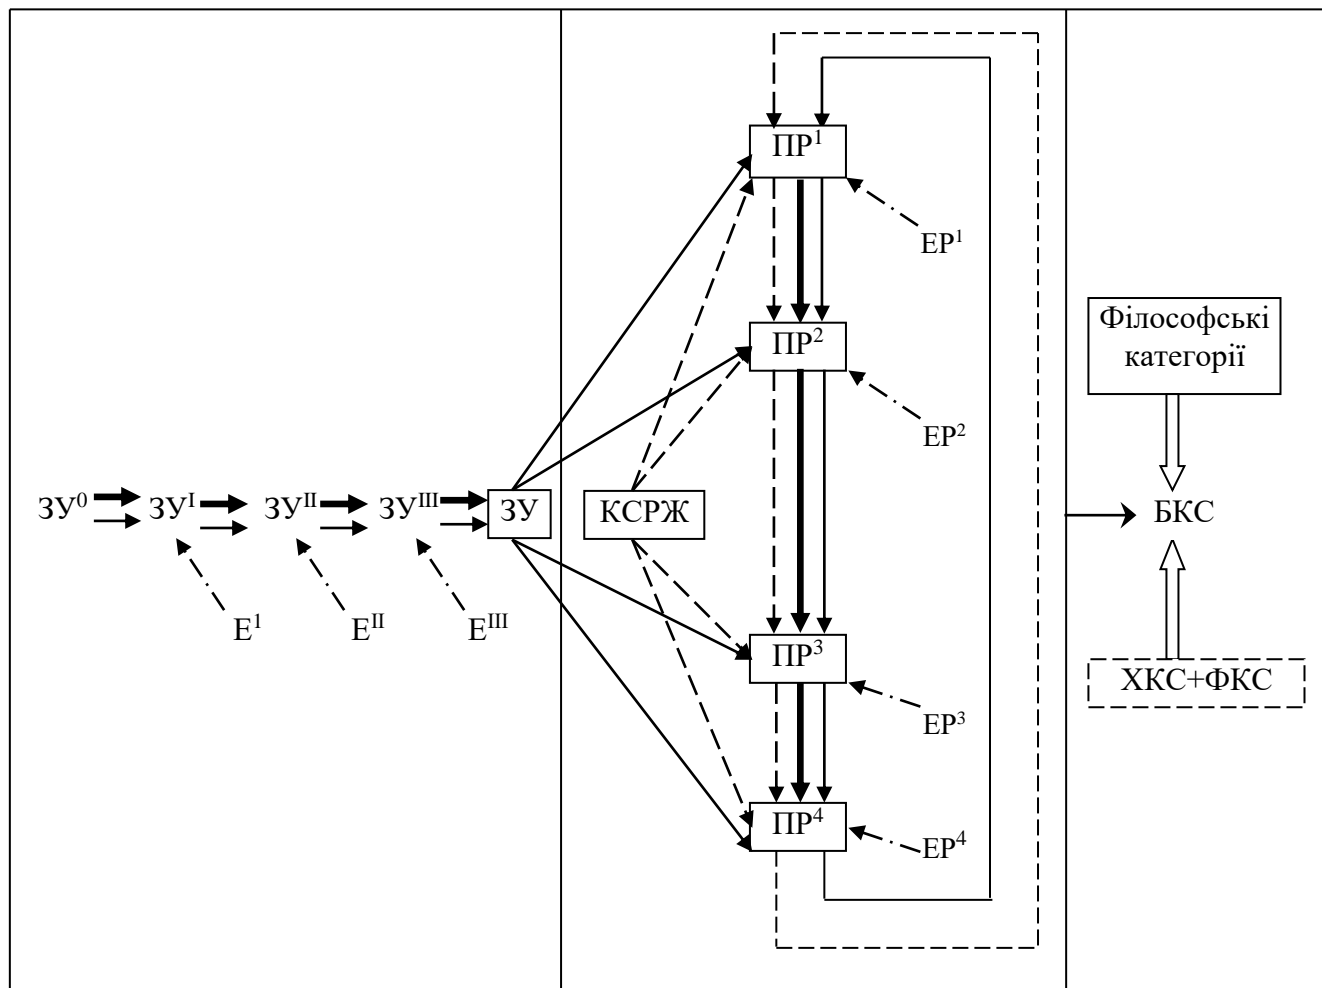 ПР¹
ЕР¹
ПР²
ЕР²
Філософські
категорії
ЗУ⁰ ЗУᴵ ЗУᴵᴵ ЗУᴵᴵᴵ ЗУ КСРЖ БКС
Е¹ Еᴵᴵ Еᴵᴵᴵ
ПР³
ХКС+ФКС
ЕР³
ПР⁴
ЕР⁴